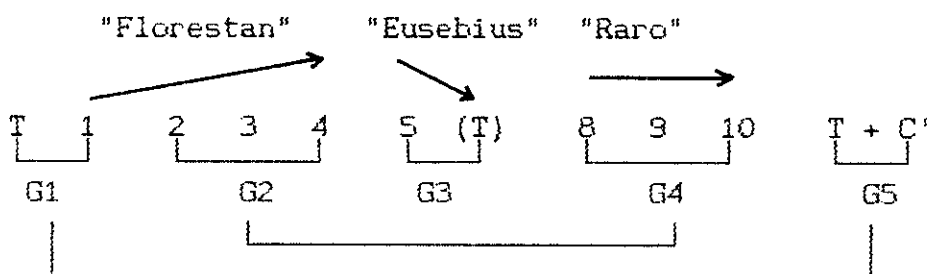 "Florestan" "Eusebius" "Raro"
T 1 2 3 4 5 (T) 8 9 10 T + C'
G1 G2 G3 G4 G5